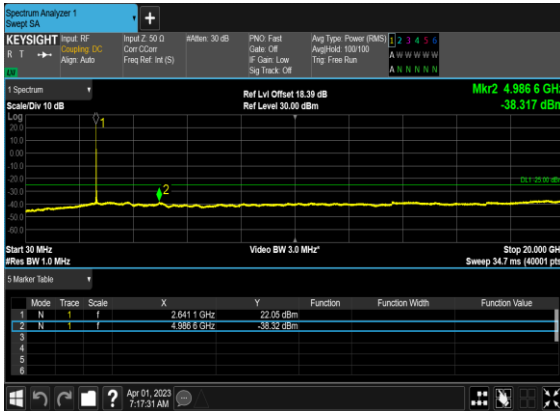 Spectrum Analyzer 1
Swept SA
+
KEYSIGHT
R T
Input: RF
Coupling: DC
Align: Auto
Input Z: 50 Ω
Corr CCorr
Freq Ref: Int (S)
#Atten: 30 dB
PNO: Fast
Gate: Off
IF Gain: Low
Sig Track: Off
Avg Type: Power (RMS)
Avg|Hold: 100/100
Trig: Free Run
1 2 3 4 5 6
A W W W W W
A N N N N N
1 Spectrum
Scale/Div 10 dB
Ref Lvl Offset 18.39 dB
Ref Level 30.00 dBm
Mkr2 4.986 6 GHz
-38.317 dBm
Log
20.0
10.0
0.00
-10.0
-20.0
-30.0
-40.0
-50.0
-60.0
1
2
DL1 -25.00 dBm
Start 30 MHz
#Res BW 1.0 MHz
Video BW 3.0 MHz*
Stop 20.000 GHz
Sweep 34.7 ms (40001 pts)
5 Marker Table
Mode Trace Scale X Y Function Function Width Function Value
1 N 1 f 2.641 1 GHz 22.05 dBm
2 N 1 f 4.986 6 GHz -38.32 dBm
3
4
5
6
?
Apr 01, 2023
7:17:31 AM